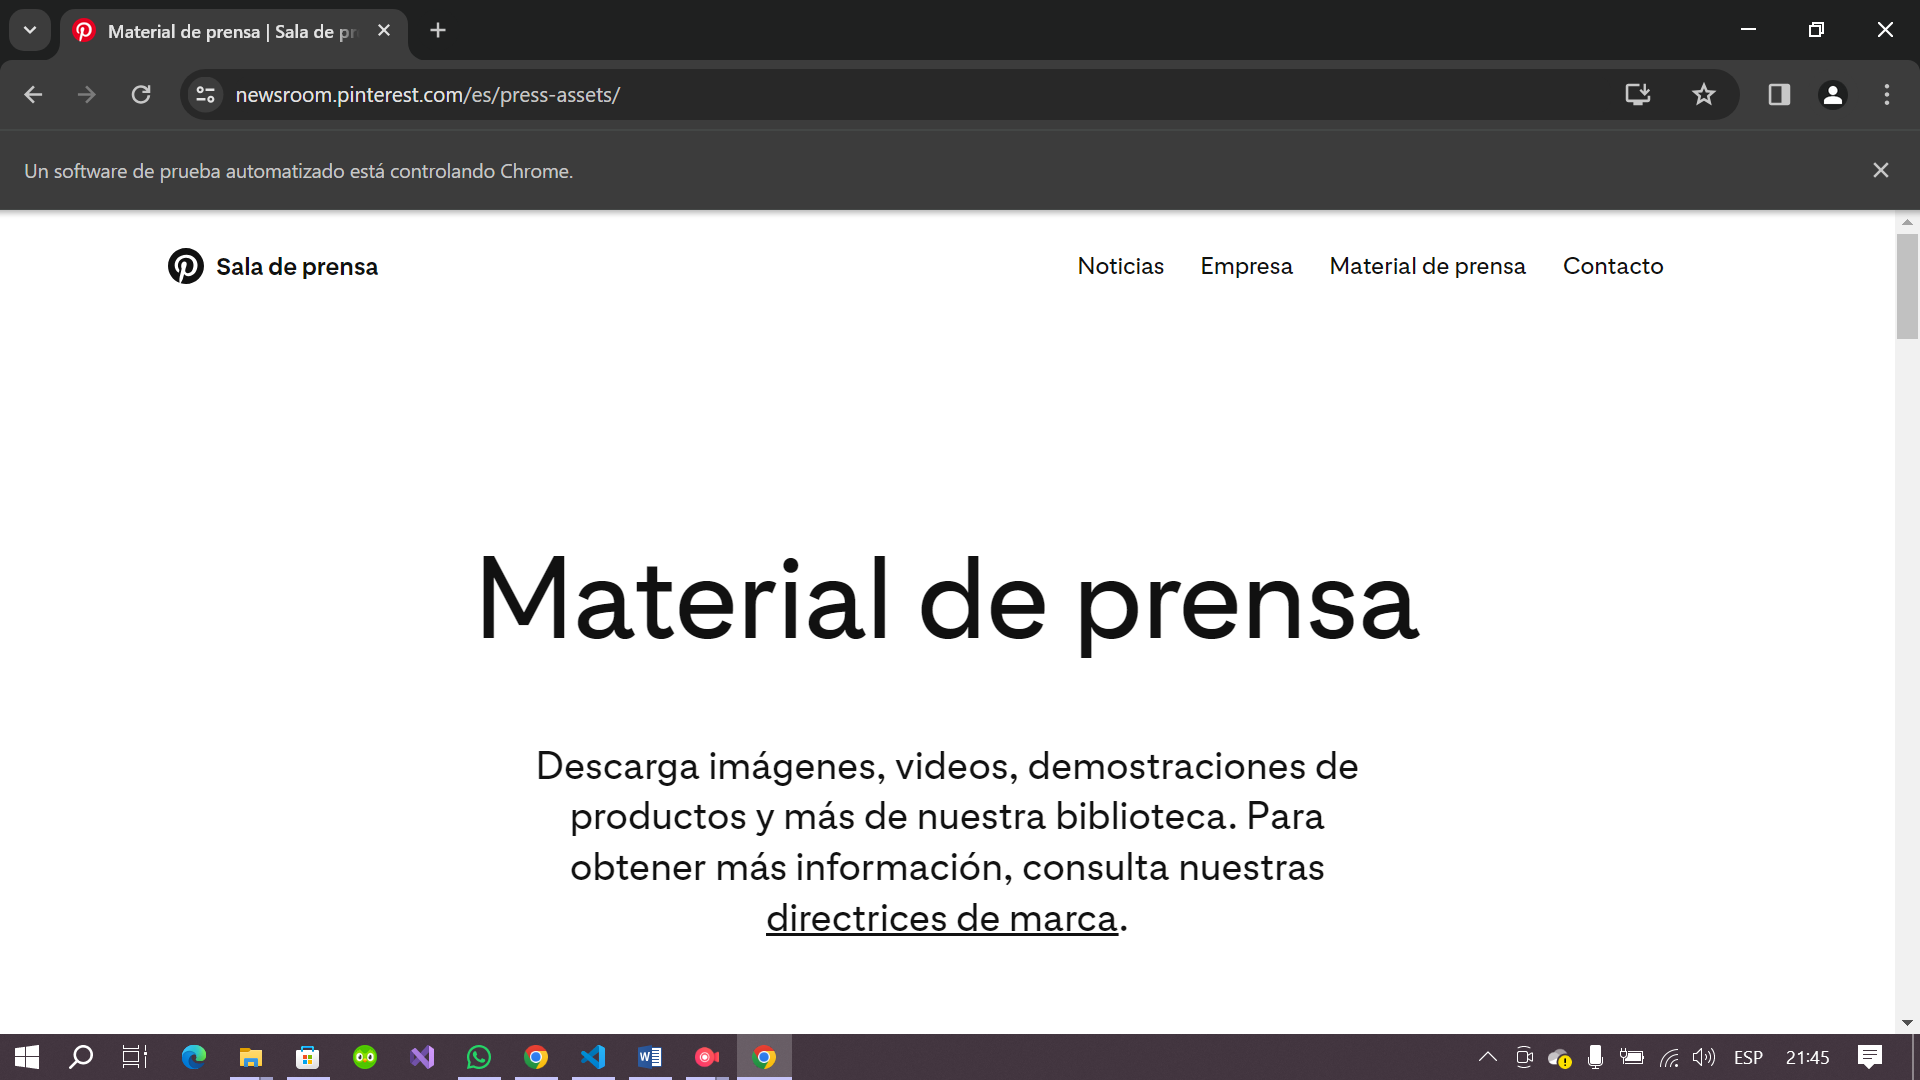 Material de prensa | Sala de pr
newsroom.pinterest.com/es/press-assets/
Un software de prueba automatizado está controlando Chrome.
Sala de prensa
Noticias
Empresa
Material de prensa
Contacto
Material de prensa
Descarga imágenes, videos, demostraciones de
productos y más de nuestra biblioteca. Para
obtener más información, consulta nuestras
directrices de marca.
ESP
21:45